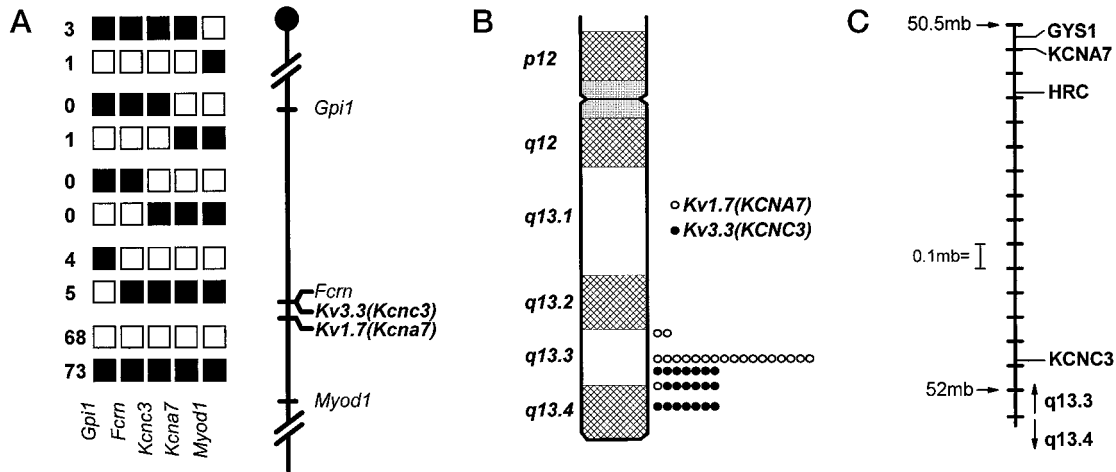 A
3
1
0
1
0
0
4
5
68
73
Gpi1
Fcrn
Kcnc3
Kcna7
Myod1
Gpi1
Fcrn
Kv3.3(Kcnc3)
Kv1.7(Kcna7)
Myod1
B
p12
q12
q13.1
q13.2
q13.3
q13.4
Kv1.7(KCNA7)
Kv3.3(KCNC3)
C
50.5mb
GYS1
KCNA7
HRC
0.1mb=
KCNC3
52mb
q13.3
q13.4